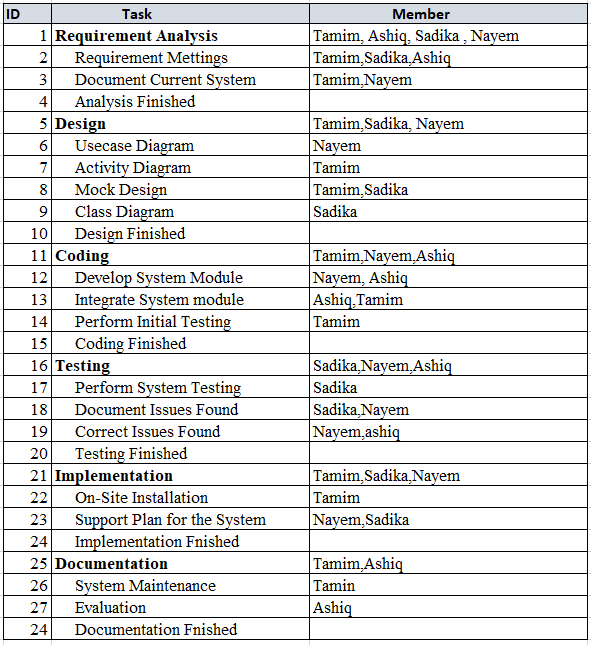 ID Task Member
1 Requirement Analysis Tamim, Ashiq, Sadika , Nayem
2 Requirement Mettings Tamim,Sadika,Ashiq
3 Document Current System Tamim,Nayem
4 Analysis Finished
5 Design Tamim,Sadika, Nayem
6 Usecase Diagram Nayem
7 Activity Diagram Tamim
8 Mock Design Tamim,Sadika
9 Class Diagram Sadika
10 Design Finished
11 Coding Tamim,Nayem,Ashiq
12 Develop System Module Nayem, Ashiq
13 Integrate System module Ashiq,Tamim
14 Perform Initial Testing Tamim
15 Coding Finished
16 Testing Sadika,Nayem,Ashiq
17 Perform System Testing Sadika
18 Document Issues Found Sadika,Nayem
19 Correct Issues Found Nayem,ashiq
20 Testing Finished
21 Implementation Tamim,Sadika,Nayem
22 On-Site Installation Tamim
23 Support Plan for the System Nayem,Sadika
24 Implementation Fnished
25 Documentation Tamim,Ashiq
26 System Maintenance Tamin
27 Evaluation Ashiq
24 Documentation Fnished